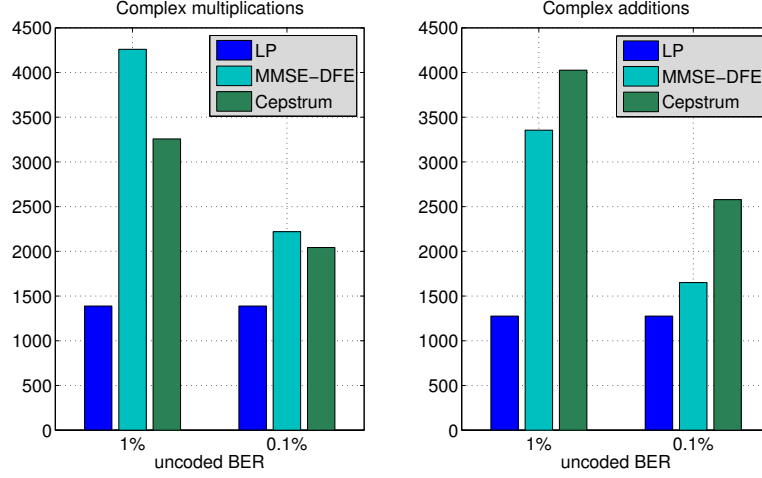 Complex multiplications
4500
4000
3500
3000
2500
2000
1500
1000
500
0
LP
MMSE−DFE
Cepstrum
1%
0.1%
uncoded BER
Complex additions
4500
4000
3500
3000
2500
2000
1500
1000
500
0
LP
MMSE−DFE
Cepstrum
1%
0.1%
uncoded BER